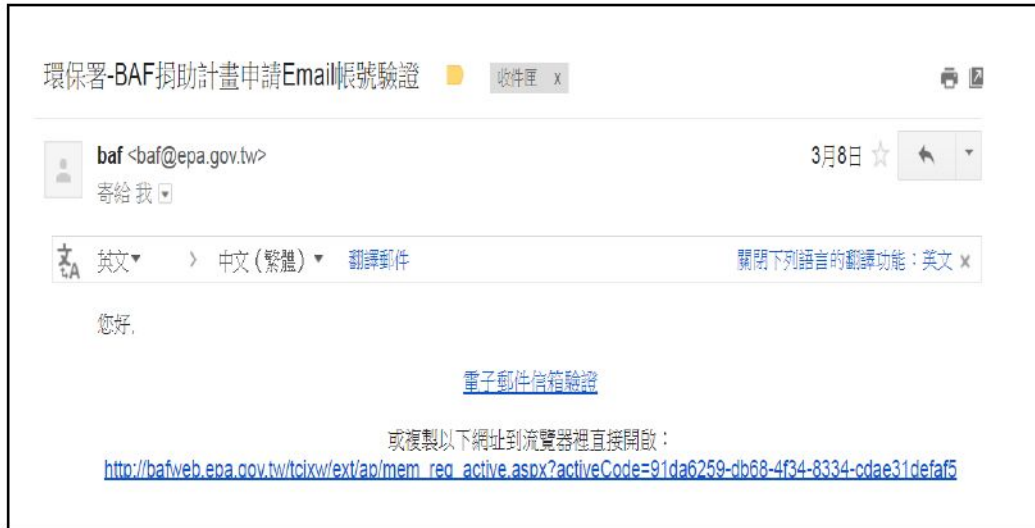 環保署-BAF捐助計畫申請Email帳號驗證 收件匣 x
baf <baf@epa.gov.tw> 3月8日
寄給 我
英文 > 中文 (繁體) 翻譯郵件 關閉下列語言的翻譯功能：英文 x
您好,
電子郵件信箱驗證
或複製以下網址到流覽器裡直接開啟：
http://bafweb.epa.gov.tw/tcixw/ext/ap/mem_reg_active.aspx?activeCode=91da6259-db68-4f34-8334-cdae31defaf5